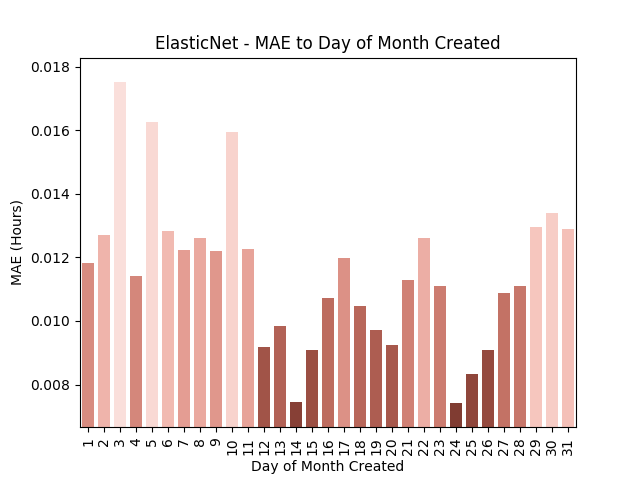 ElasticNet - MAE to Day of Month Created
0.018
0.016
0.014
0.012
0.010
0.008
MAE (Hours)
1 2 3 4 5 6 7 8 9 10 11 12 13 14 15 16 17 18 19 20 21 22 23 24 25 26 27 28 29 30 31
Day of Month Created